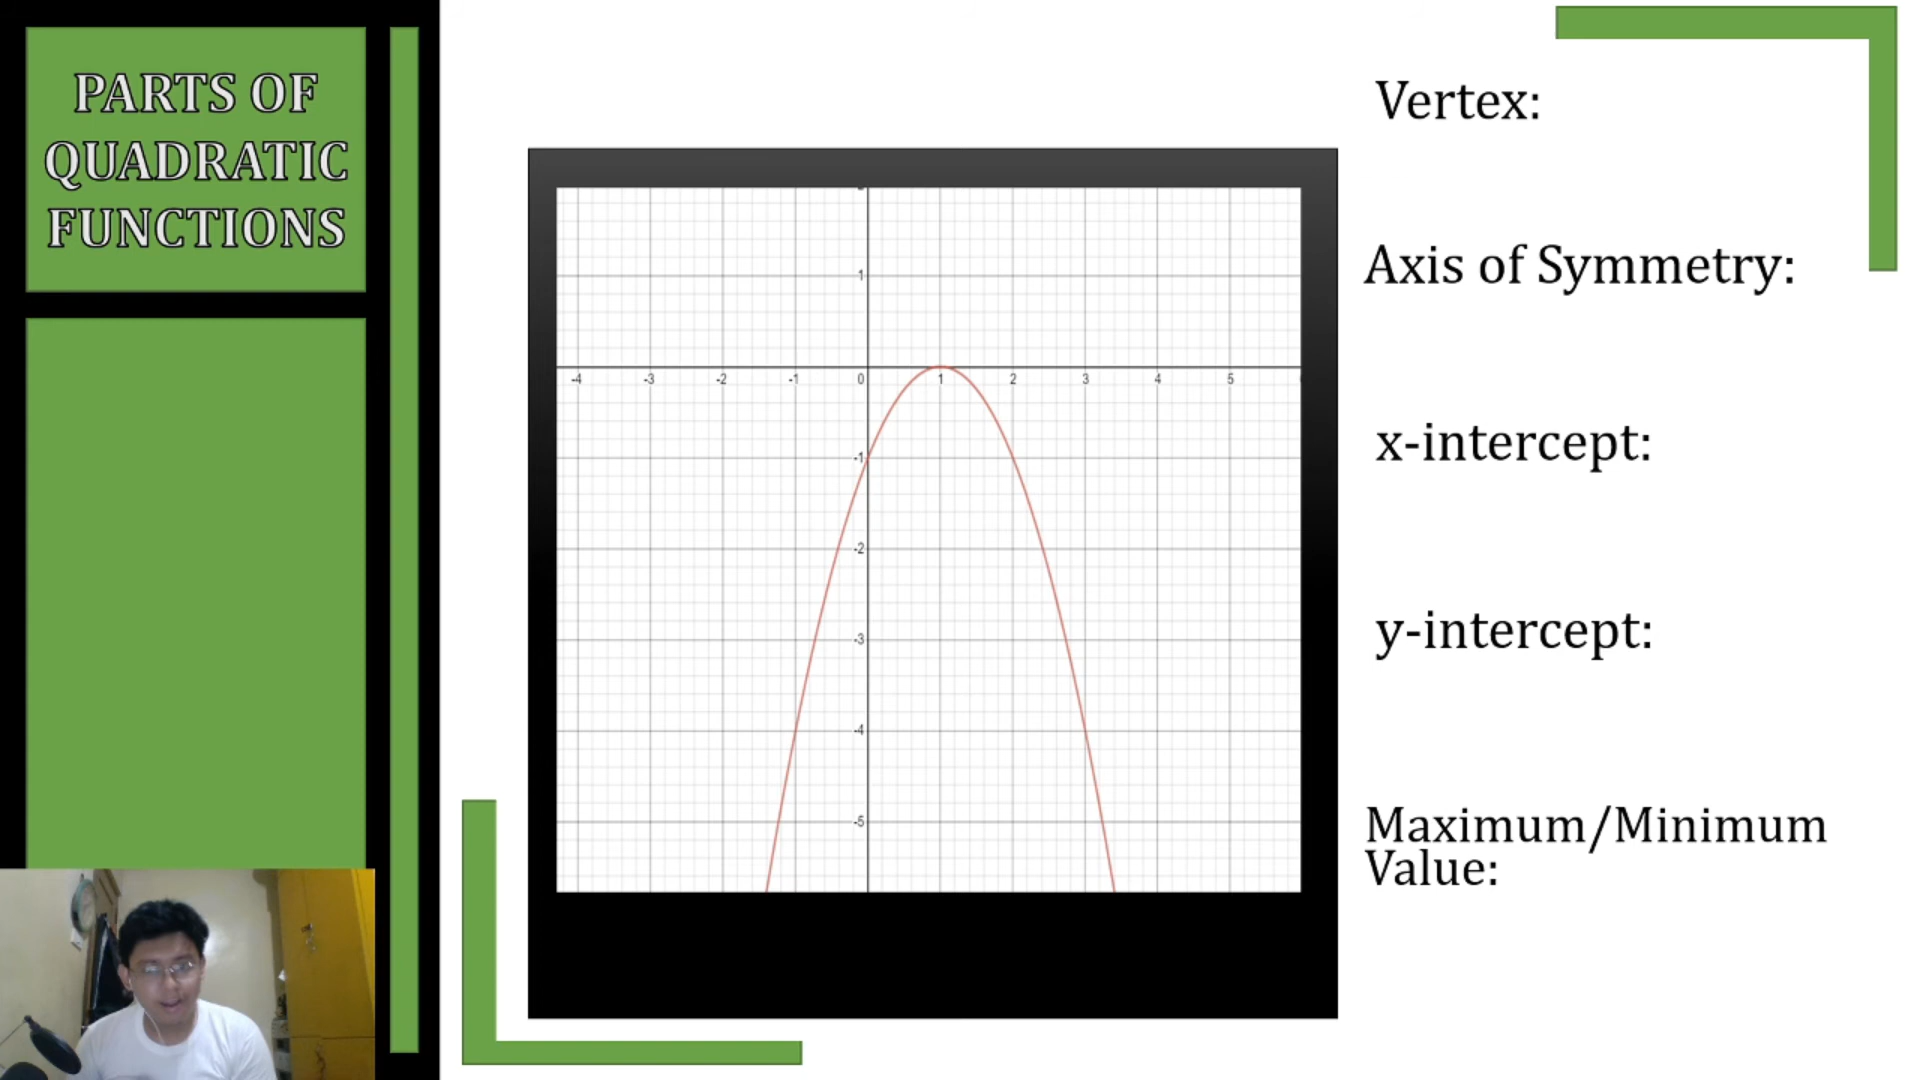 PARTS OF
QUADRATIC
FUNCTIONS
Vertex:
Axis of Symmetry:
x-intercept:
y-intercept:
Maximum/Minimum
Value:
1
-4 -3 -2 -1 0 1 2 3 4 5
-1
-2
-3
-4
-5